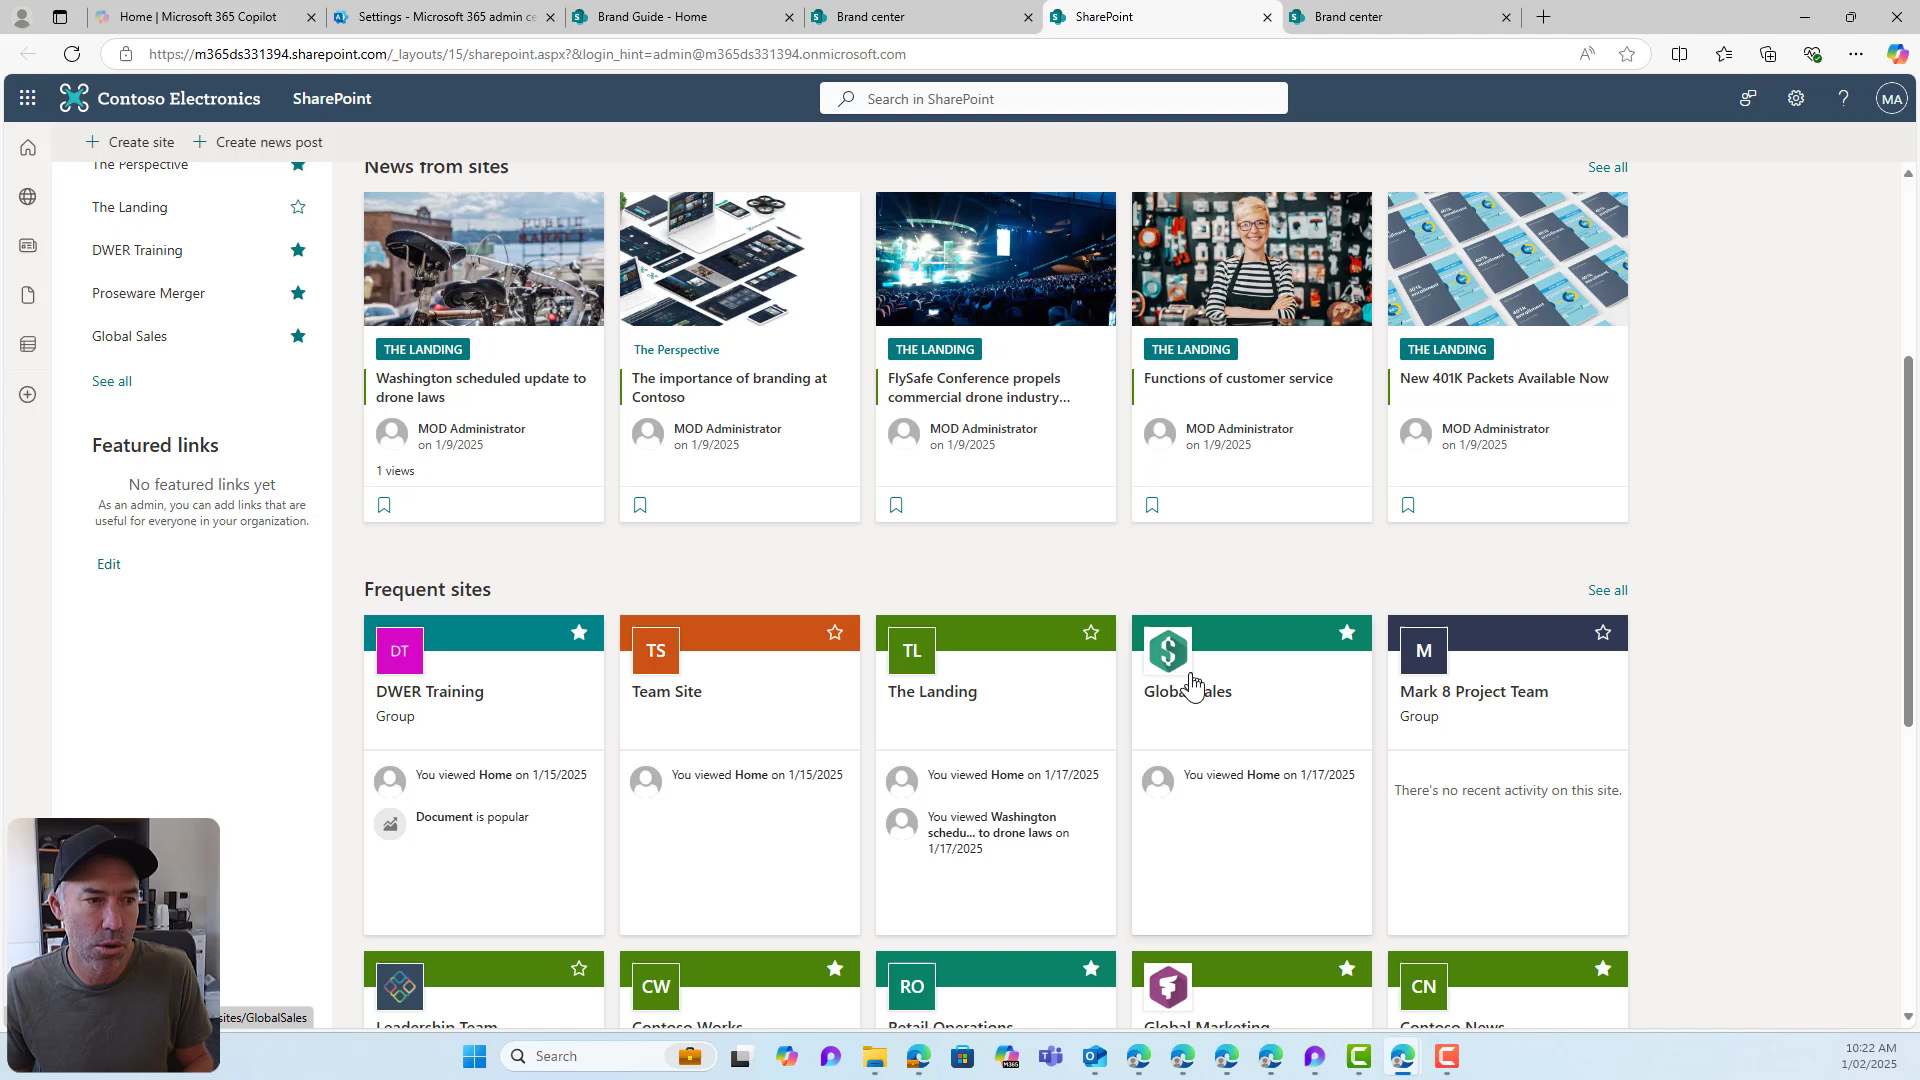 Home | Microsoft 365 Copilot
Settings - Microsoft 365 admin ce
Brand Guide - Home
Brand center
SharePoint
Brand center
https://m365ds331394.sharepoint.com/_layouts/15/sharepoint.aspx?&login_hint=admin@m365ds331394.onmicrosoft.com
Contoso Electronics
SharePoint
Search in SharePoint
MA
Create site
Create news post
The Perspective
The Landing
DWER Training
Proseware Merger
Global Sales
See all
Featured links
No featured links yet
As an admin, you can add links that are
useful for everyone in your organization.
Edit
News from sites
See all
THE LANDING
Washington scheduled update to
drone laws
MOD Administrator
on 1/9/2025
1 views
The Perspective
The importance of branding at
Contoso
MOD Administrator
on 1/9/2025
THE LANDING
FlySafe Conference propels
commercial drone industry...
MOD Administrator
on 1/9/2025
THE LANDING
Functions of customer service
MOD Administrator
on 1/9/2025
THE LANDING
New 401K Packets Available Now
MOD Administrator
on 1/9/2025
Frequent sites
See all
DT
DWER Training
Group
You viewed Home on 1/15/2025
Document is popular
TS
Team Site
You viewed Home on 1/15/2025
TL
The Landing
You viewed Home on 1/17/2025
You viewed Washington
schedu... to drone laws on
1/17/2025
Global Sales
You viewed Home on 1/17/2025
M
Mark 8 Project Team
Group
There's no recent activity on this site.
Leadership Team
CW
Contoso Works
RO
Retail Operations
Global Marketing
CN
Contoso News
sites/GlobalSales
Search
10:22 AM
1/02/2025